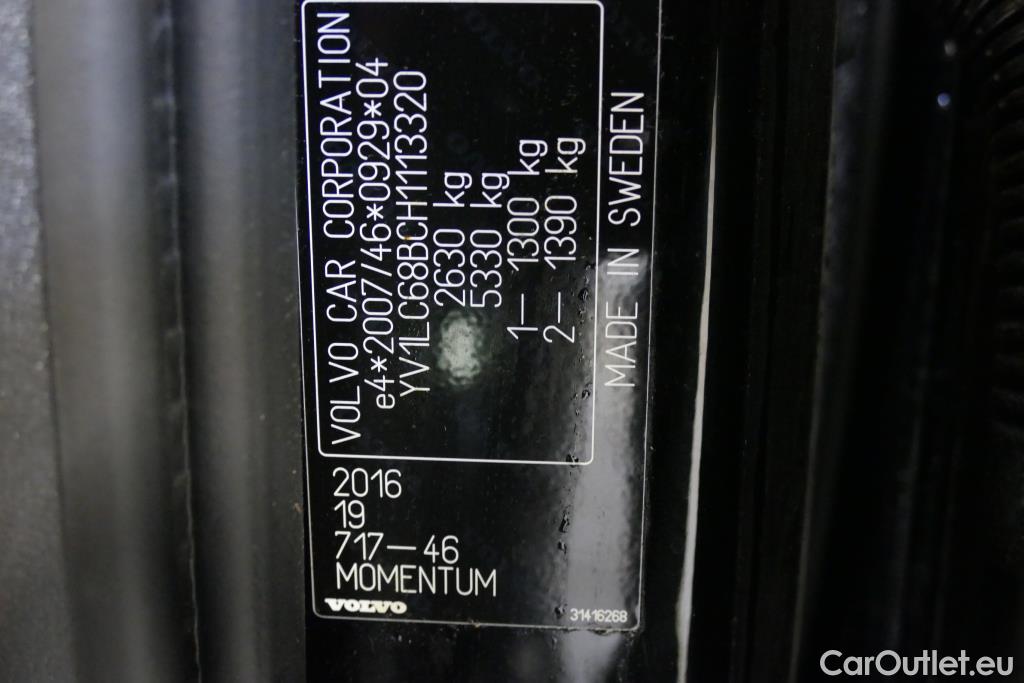 VOLVO CAR CORPORATION
e4*2007/46*0929*04
YV1LC68BCH1113320
2630 kg
5330 kg
1– 1300 kg
2– 1390 kg
MADE IN SWEDEN
2016
19
717–46
MOMENTUM
VOLVO
31416268
CarOutlet.eu